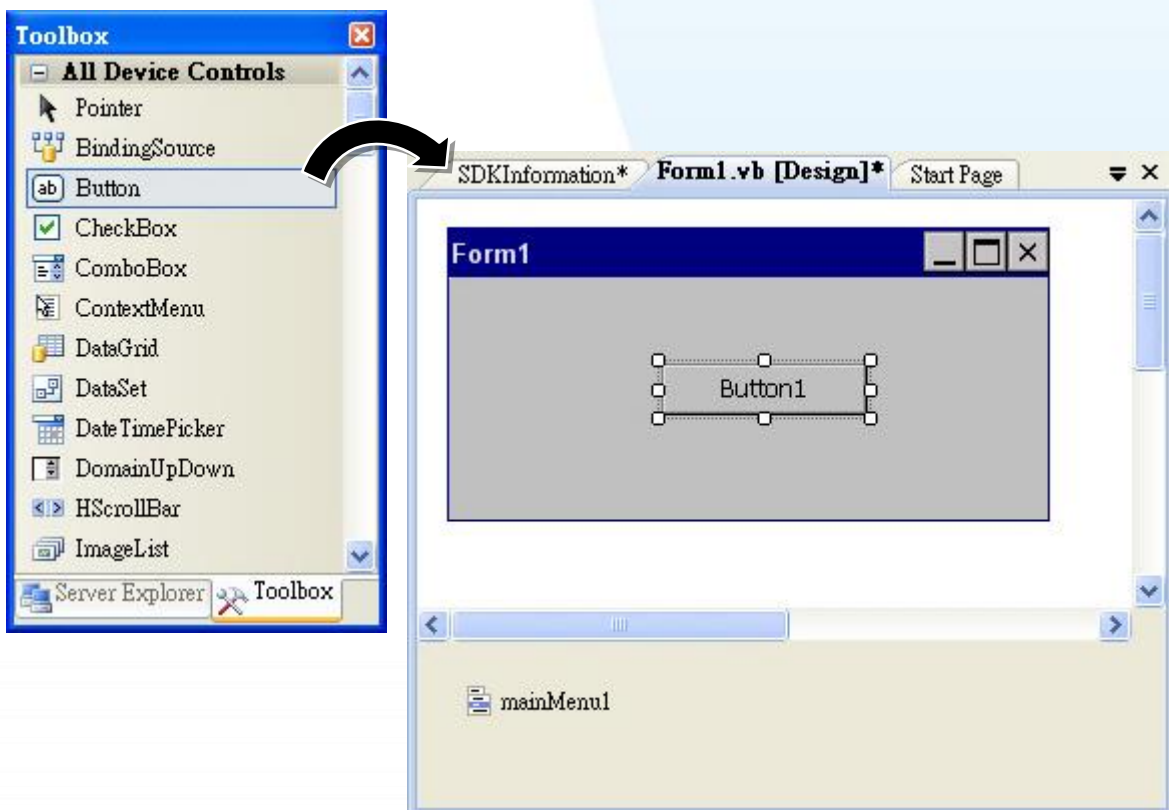 Toolbox
All Device Controls
Pointer
BindingSource
ab Button
CheckBox
ComboBox
ContextMenu
DataGrid
DataSet
DateTimePicker
DomainUpDown
HScrollBar
ImageList
Server Explorer Toolbox
SDKInformation* Form1.vb [Design]* Start Page
Form1
Button1
mainMenu1